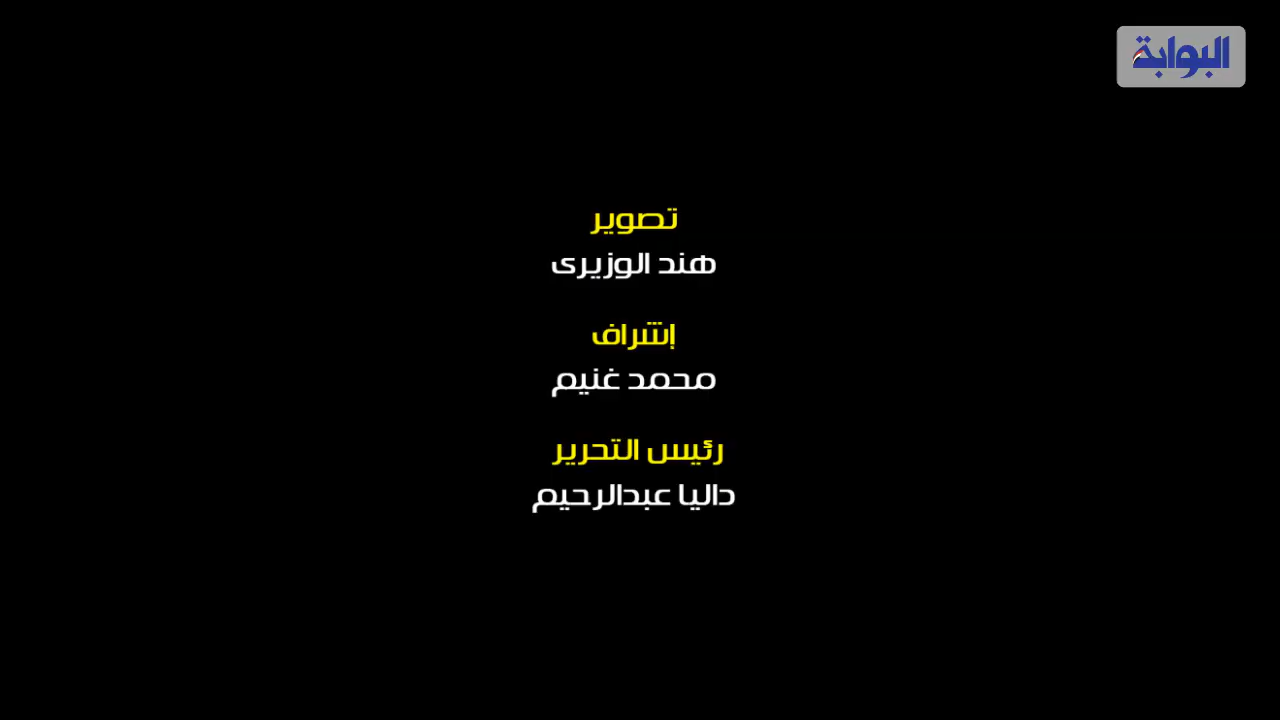 البوابة
تصوير
هند الوزيرى
إشراف
محمد غنيم
رئيس التحرير
داليا عبدالرحيم